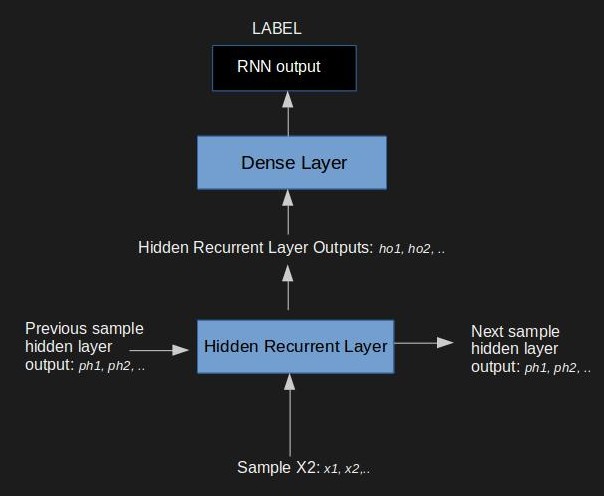 LABEL
RNN output
Dense Layer
Hidden Recurrent Layer Outputs: ho1, ho2, ..
Previous sample
hidden layer
output: ph1, ph2, ..
Hidden Recurrent Layer
Next sample
hidden layer
output: ph1, ph2, ..
Sample X2: x1, x2,..